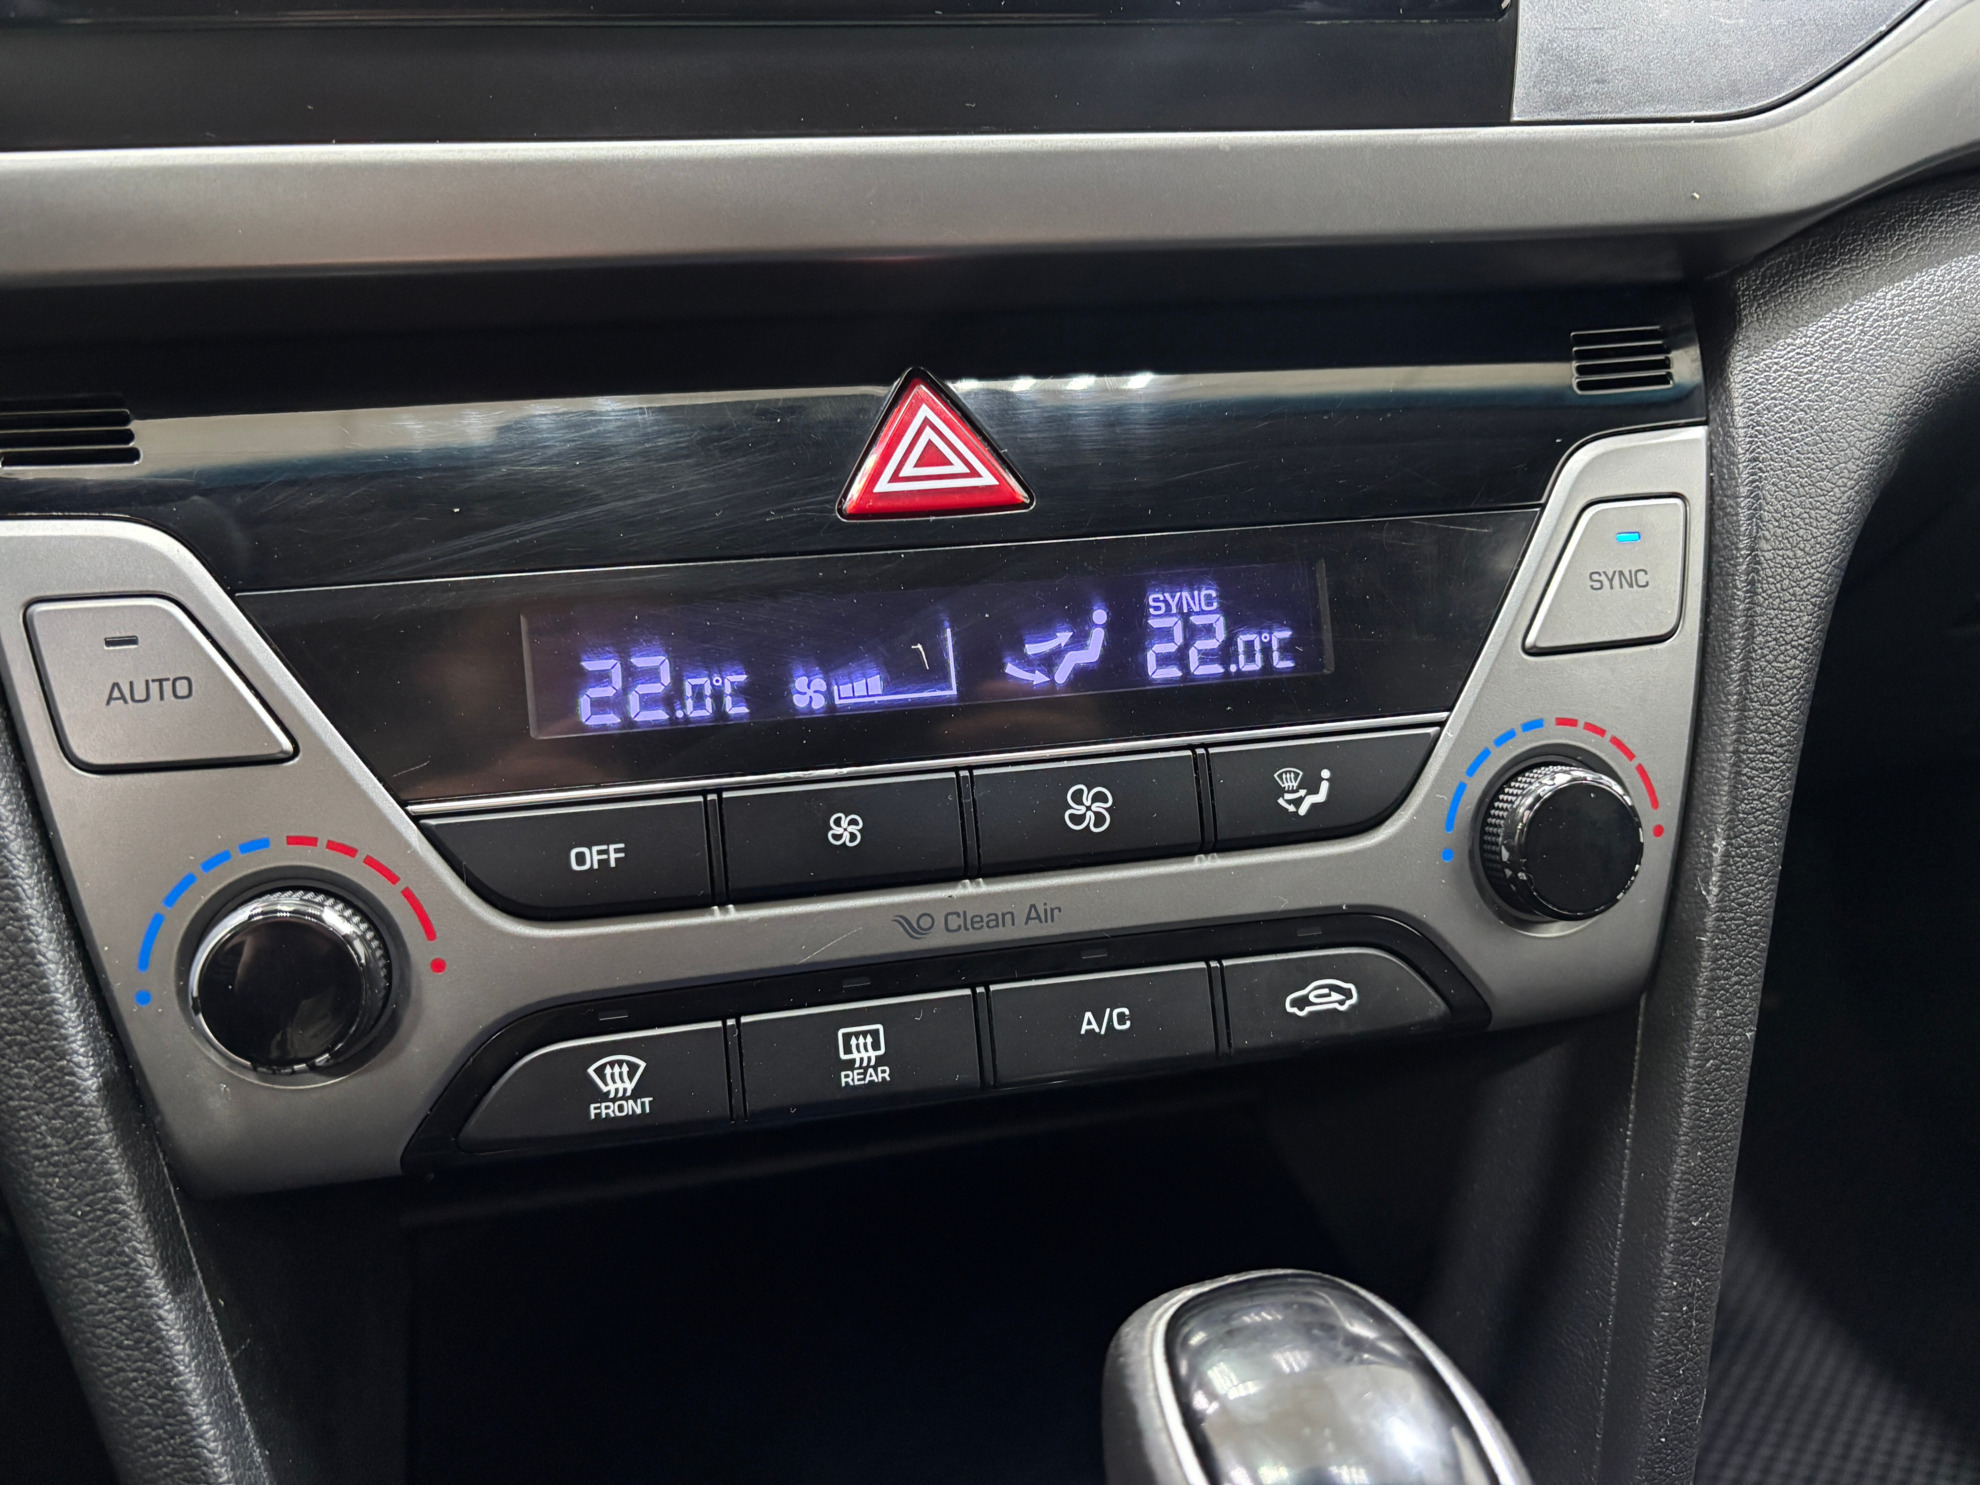 AUTO
SYNC
22.0°C
22.0°C
SYNC
OFF
Clean Air
FRONT
REAR
A/C